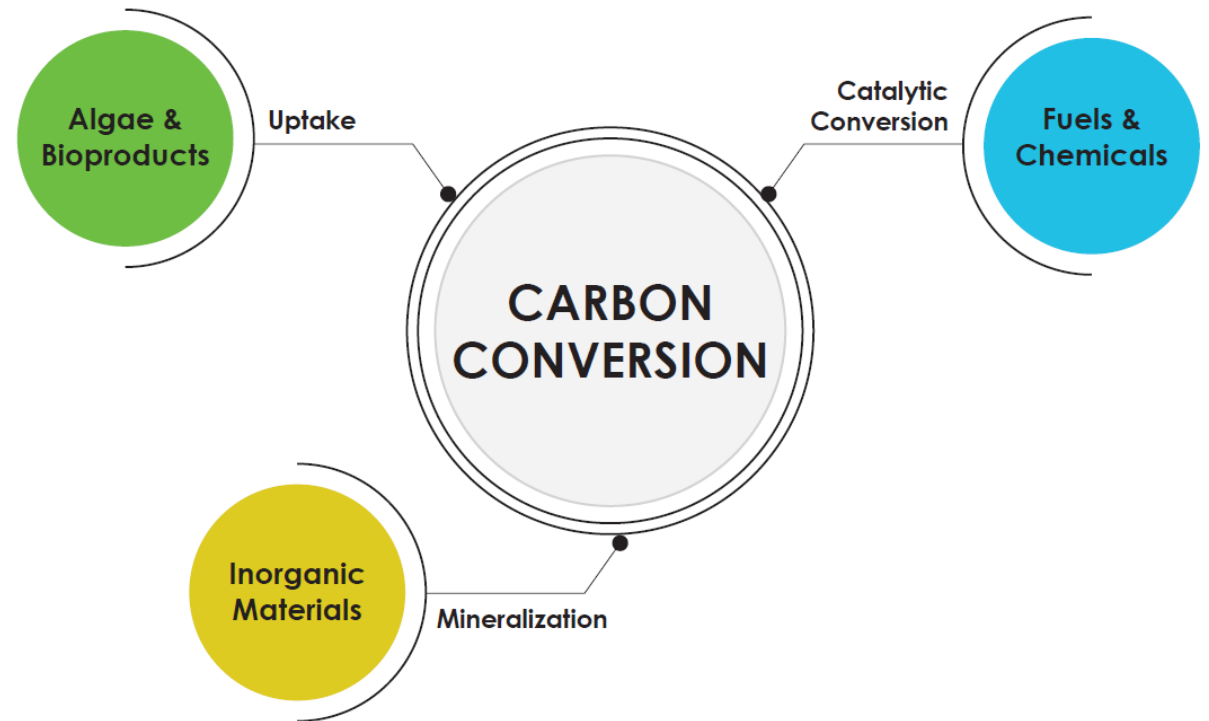 Algae &
Bioproducts
Uptake
Catalytic
Conversion
Fuels &
Chemicals
CARBON
CONVERSION
Inorganic
Materials
Mineralization